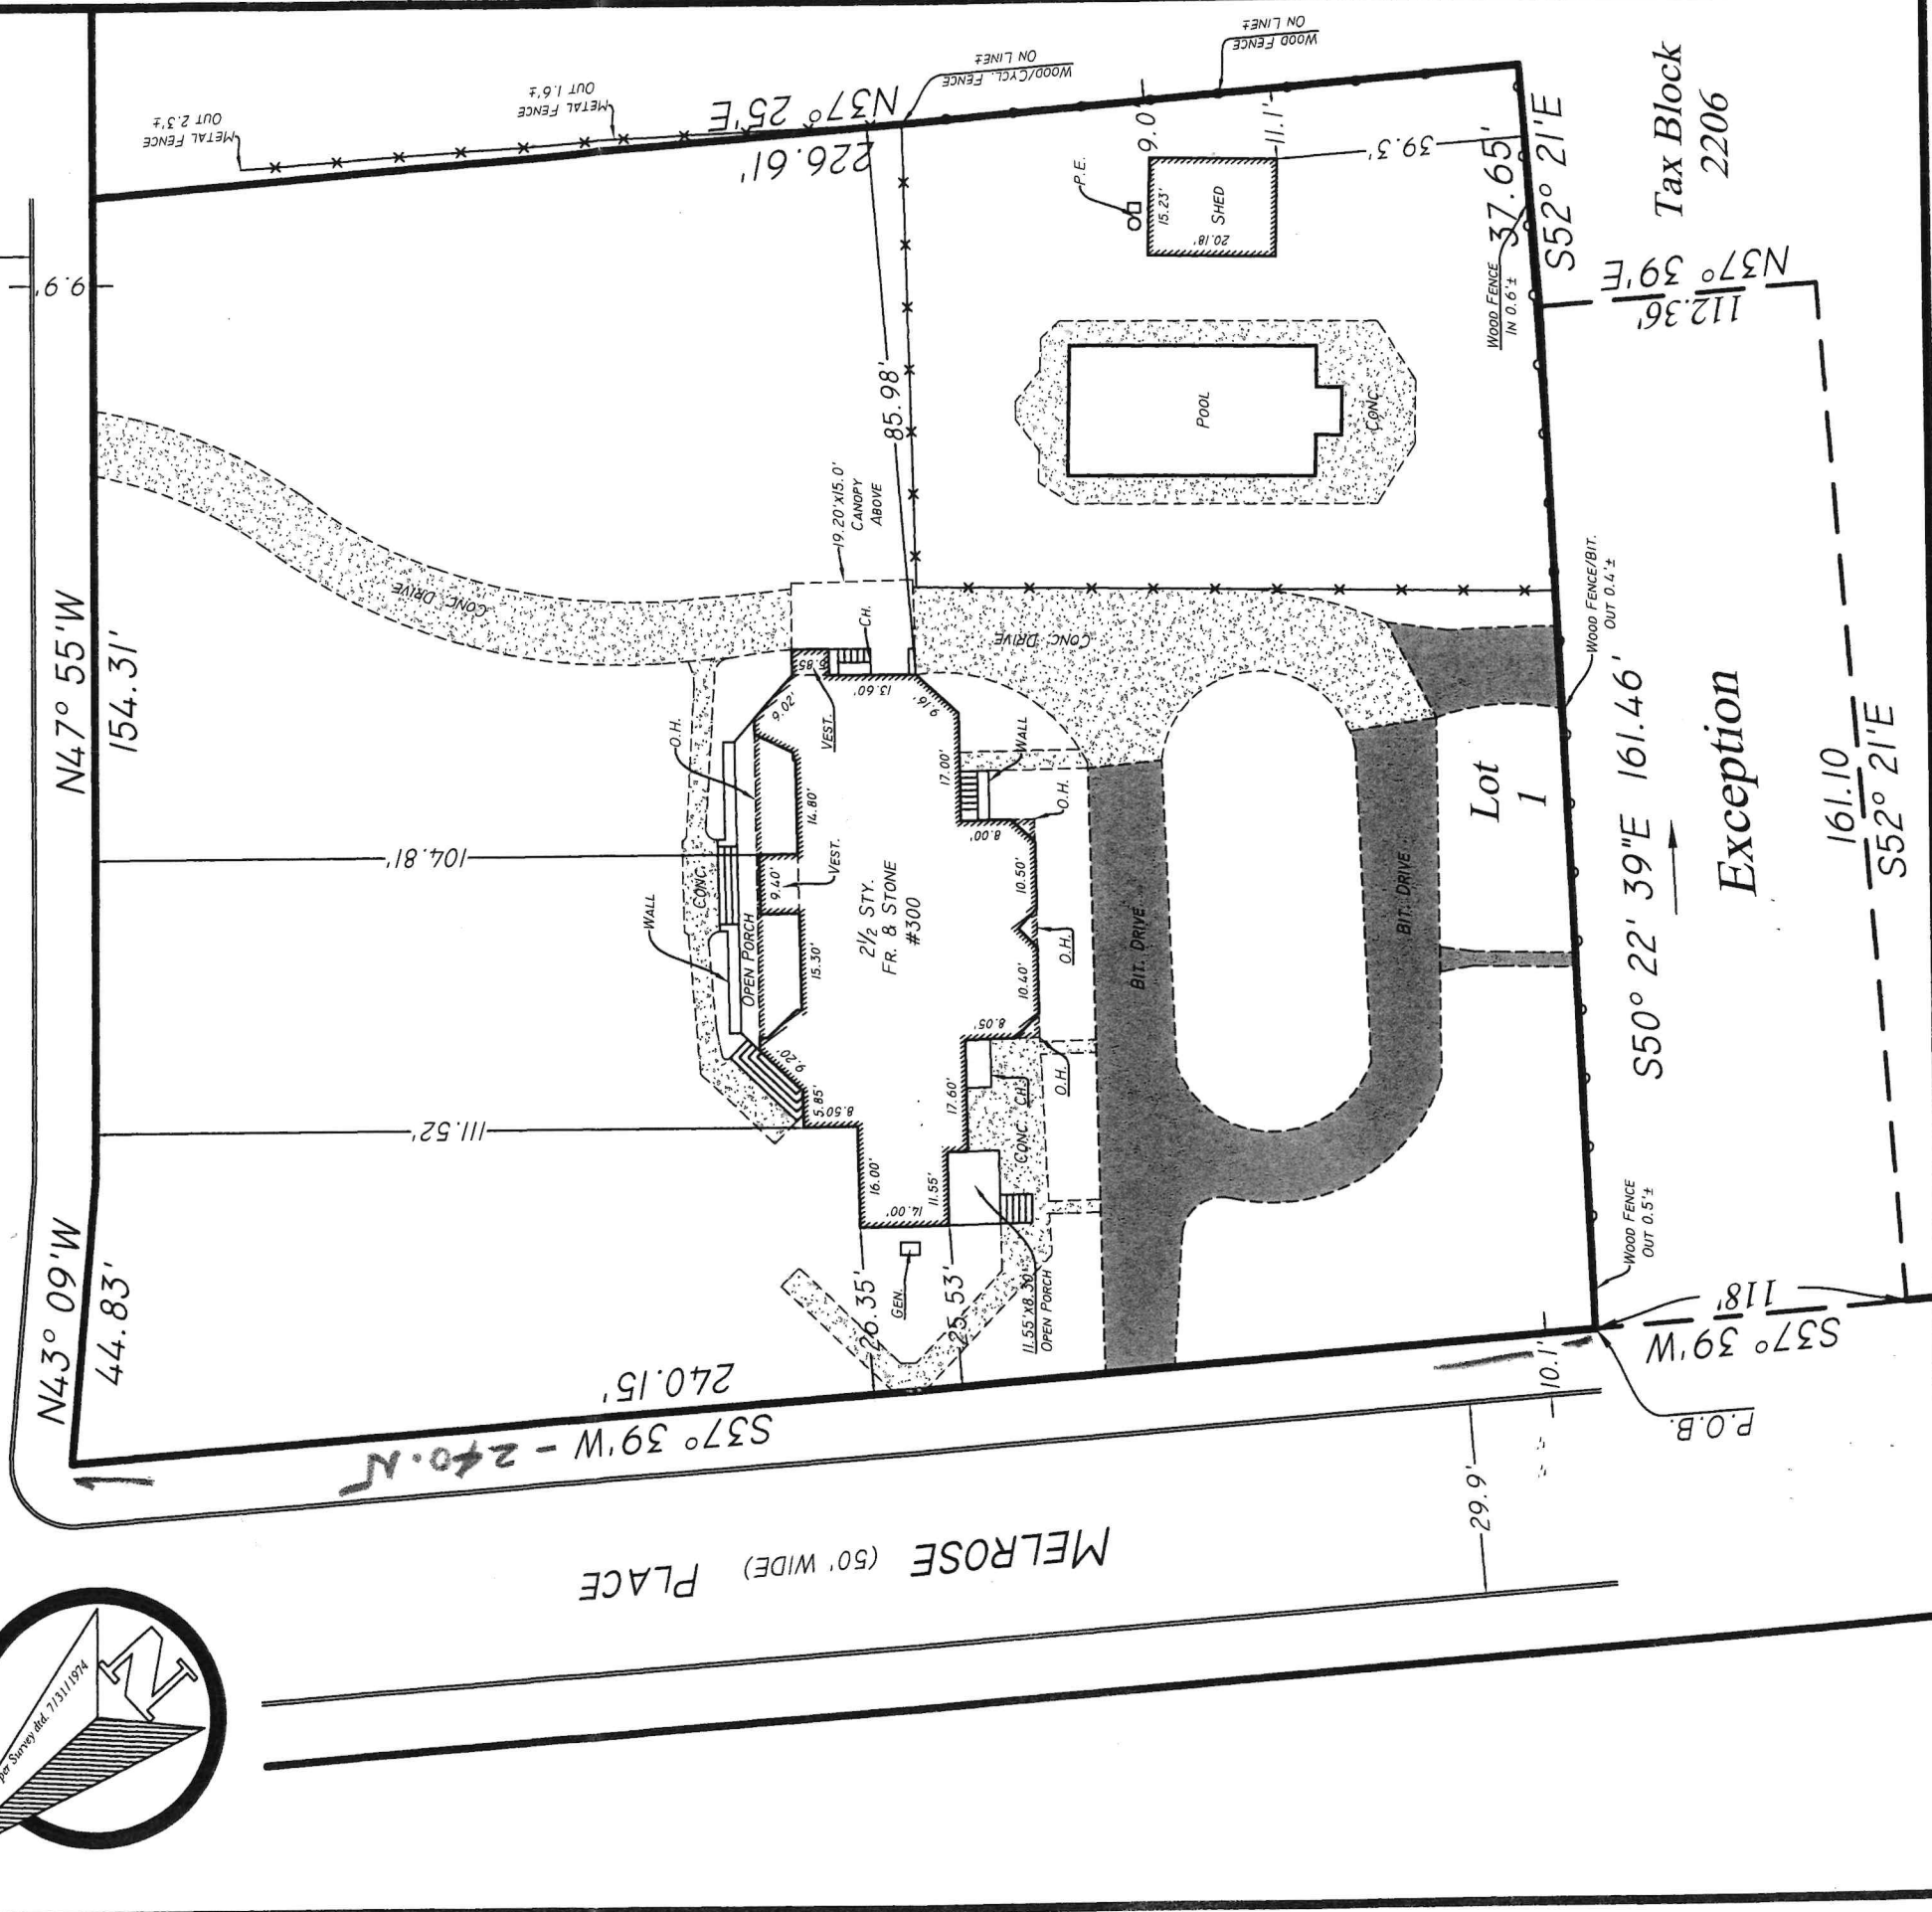 METAL FENCE
OUT 2.3'±
METAL FENCE
OUT 1.6'±
WOOD/CYCL. FENCE
ON LINE±
WOOD FENCE
ON LINE±
N37° 25'E
226.61'
9.9'
N47° 55'W
154.31'
N43° 09'W
44.83'
S37° 39'W - 240.15
240.15'
P.E.
9.0'
15.23'
SHED
20.18'
11.1'
39.3'
37.65'
S52° 21'E
Tax Block
2206
WOOD FENCE
IN 0.6'±
N37° 39'E
112.36'
85.98'
19.20'x15.0'
CANOPY
ABOVE
POOL
CONC.
CONC. DRIVE
CONC. DRIVE
CH.
5.85'
13.60'
9.16'
9.02'
VEST.
O.H.
14.80'
17.00'
WALL
O.H.
8.00'
104.81'
WALL
CONC.
OPEN PORCH
9.40'
VEST.
15.30'
2½ STY.
FR. & STONE
#300
10.50'
10.40'
O.H.
8.05'
O.H.
9.20'
5.85'
8.50'
17.60'
CH.
CONC.
111.52'
16.00'
14.00'
11.55'
GEN.
26.35'
25.53'
11.55'x8.30'
OPEN PORCH
BIT. DRIVE
BIT. DRIVE
Lot
1
WOOD FENCE/BIT.
OUT 0.4'±
S50° 22' 39"E 161.46'
Exception
161.10
S52° 21'E
WOOD FENCE
OUT 0.5'±
118'
S37° 39'W
P.O.B.
10.1'
29.9'
MELROSE (50' WIDE) PLACE
per Survey dtd. 7/31/1974
N